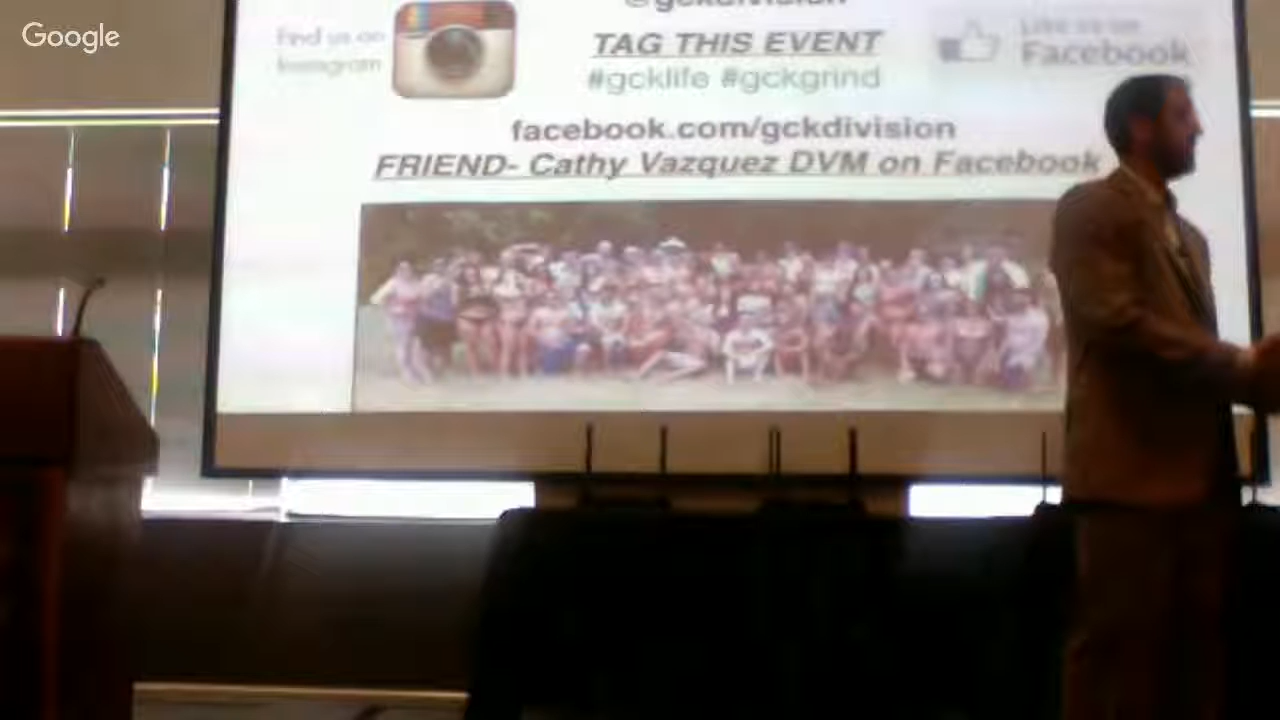 Google
@gckdivision
Find us on
Instagram
TAG THIS EVENT
#gcklife #gckgrind
Like us on
Facebook
facebook.com/gckdivision
FRIEND- Cathy Vazquez DVM on Facebook